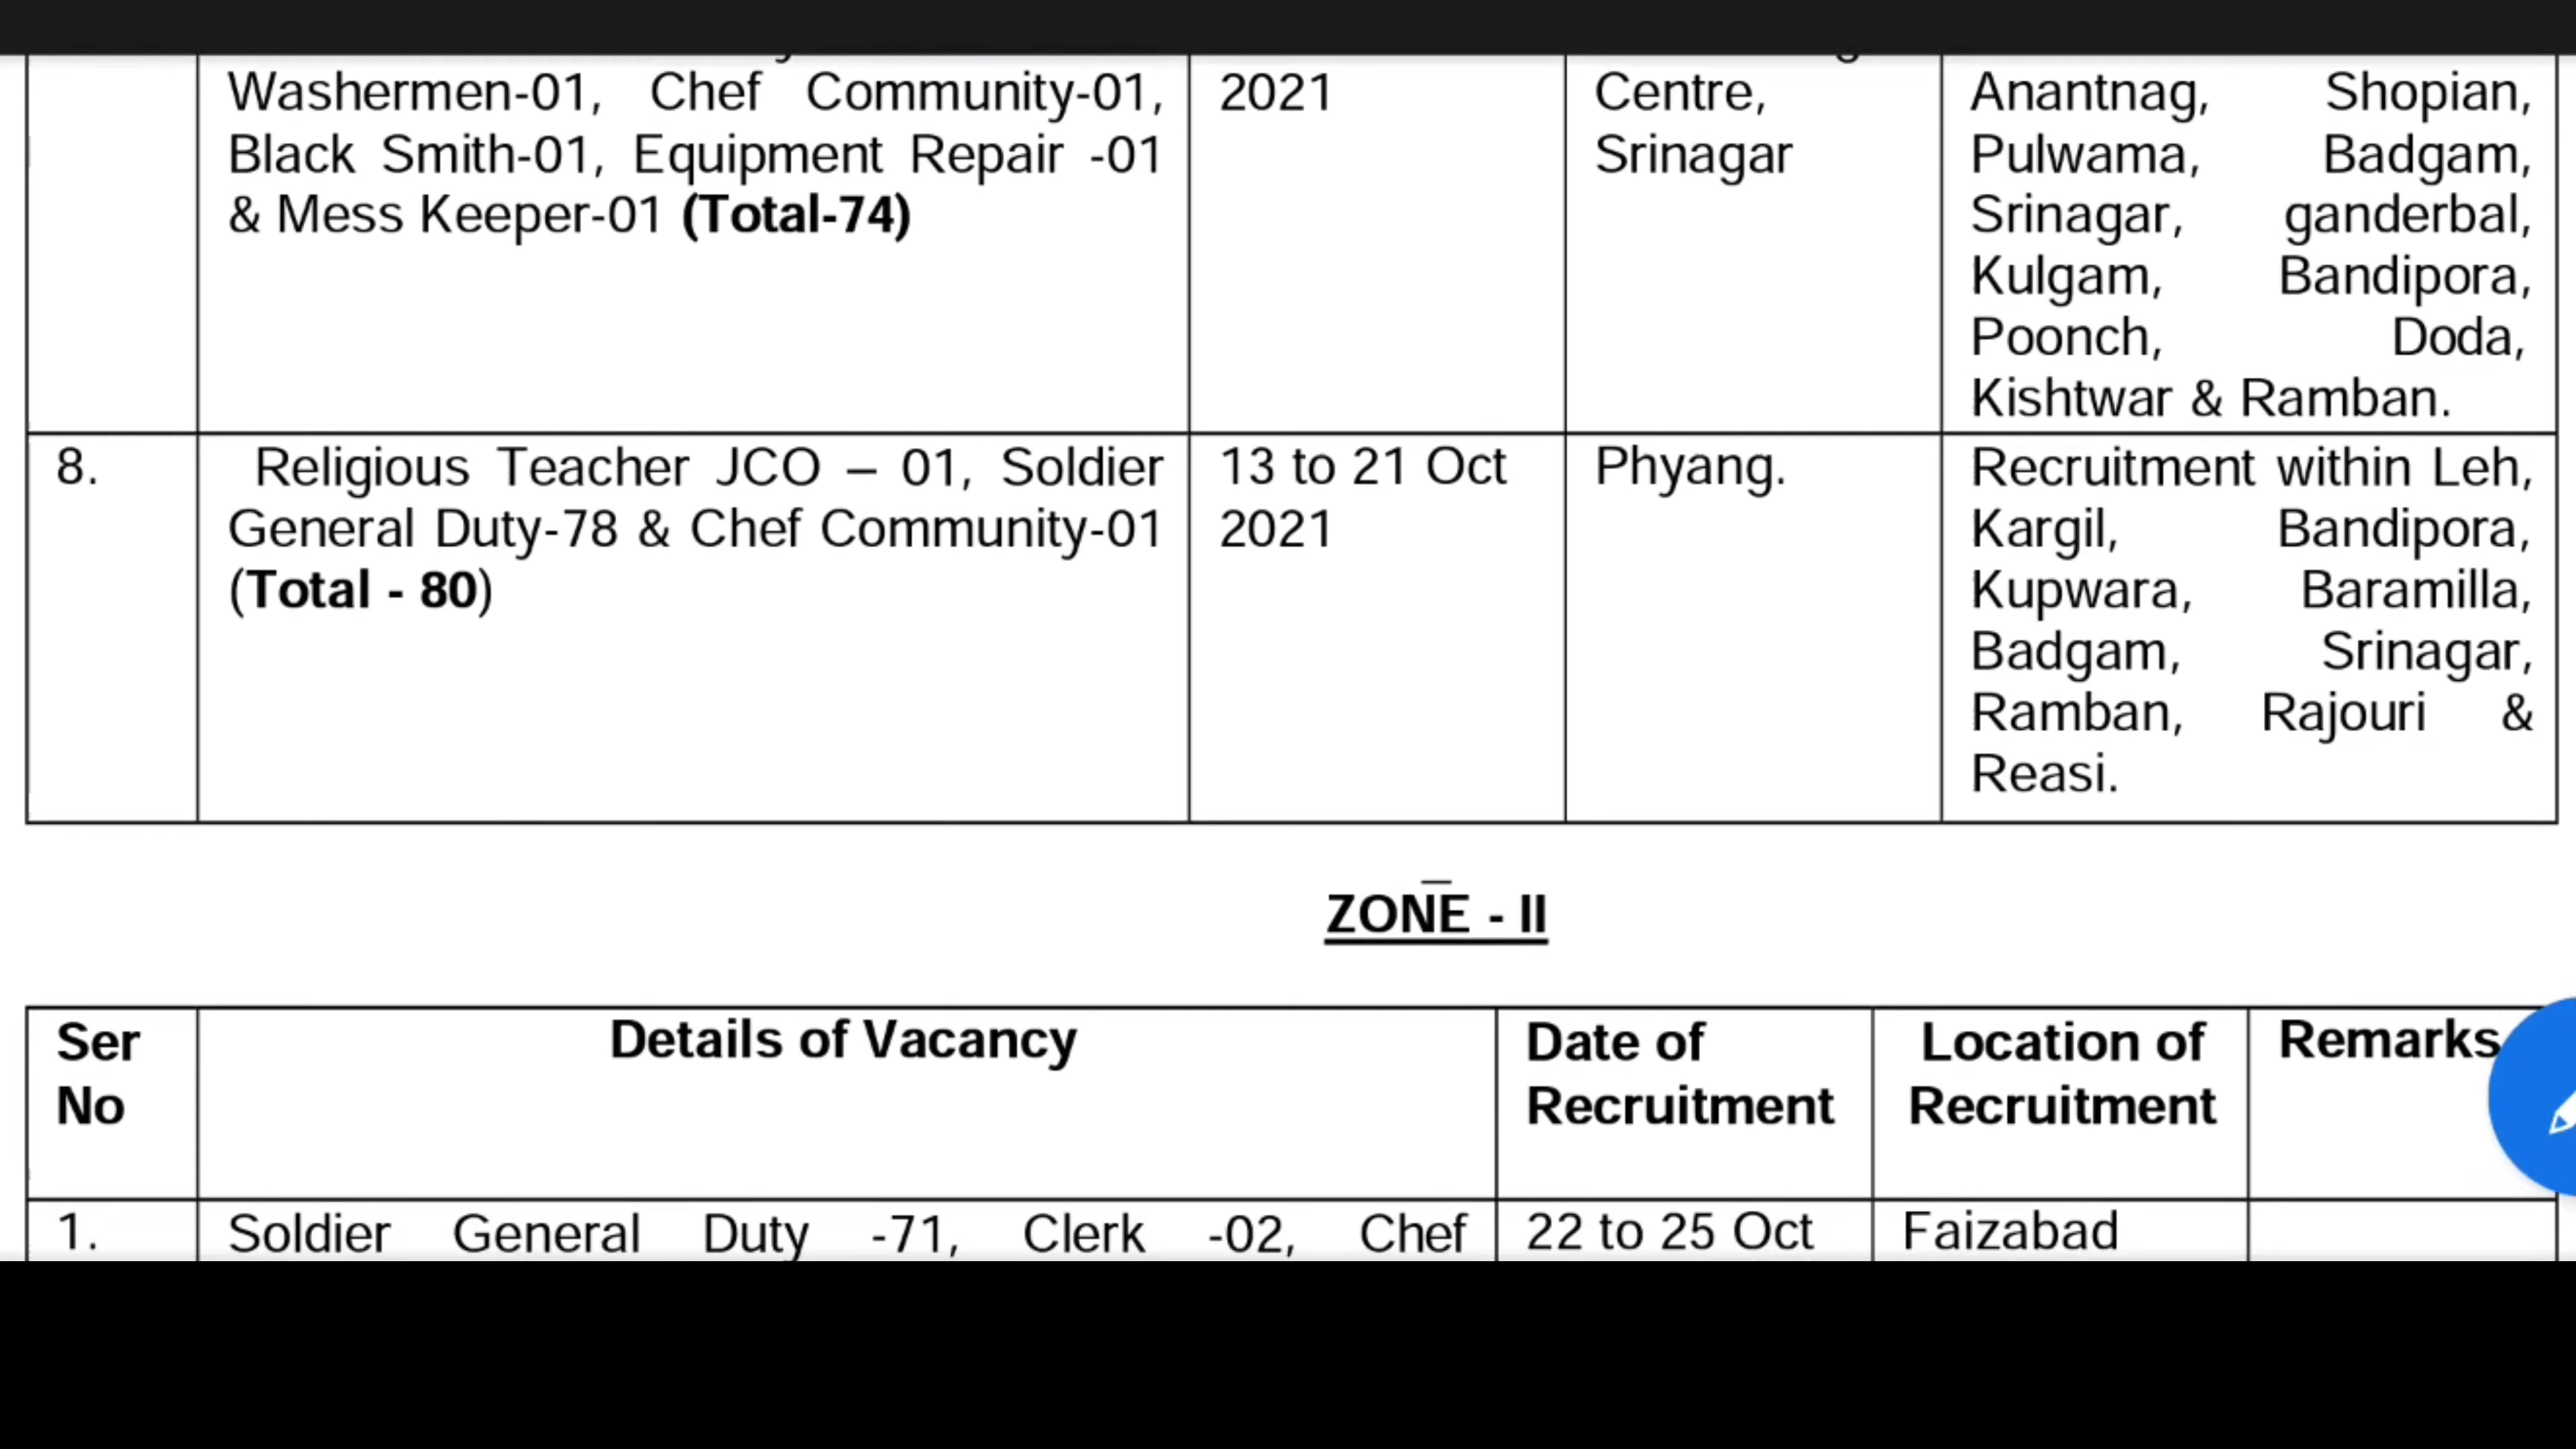 Washermen-01, Chef Community-01,
Black Smith-01, Equipment Repair -01
& Mess Keeper-01 (Total-74)
2021
Centre,
Srinagar
Anantnag, Shopian,
Pulwama, Badgam,
Srinagar, ganderbal,
Kulgam, Bandipora,
Poonch, Doda,
Kishtwar & Ramban.
8.
Religious Teacher JCO – 01, Soldier
General Duty-78 & Chef Community-01
(Total - 80)
13 to 21 Oct
2021
Phyang.
Recruitment within Leh,
Kargil, Bandipora,
Kupwara, Baramilla,
Badgam, Srinagar,
Ramban, Rajouri &
Reasi.
ZONE - II
Ser
No
Details of Vacancy
Date of
Recruitment
Location of
Recruitment
Remarks
1.
Soldier General Duty -71, Clerk -02, Chef
22 to 25 Oct
Faizabad